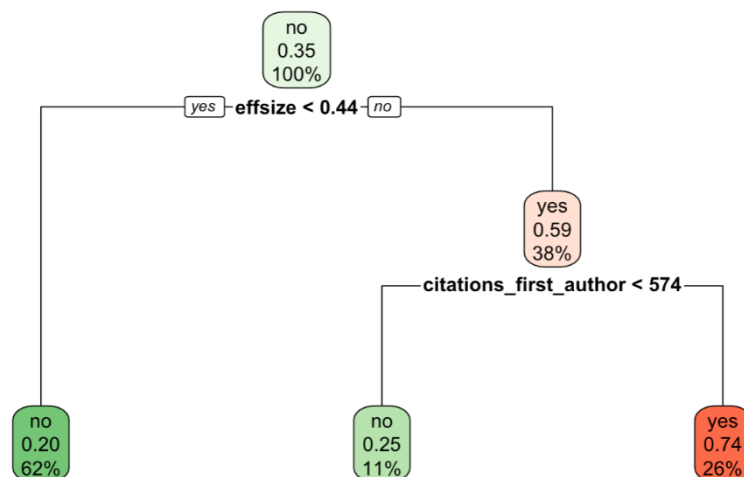 no
0.35
100%
yes effsize < 0.44 no
yes
0.59
38%
citations_first_author < 574
no
0.20
62%
no
0.25
11%
yes
0.74
26%